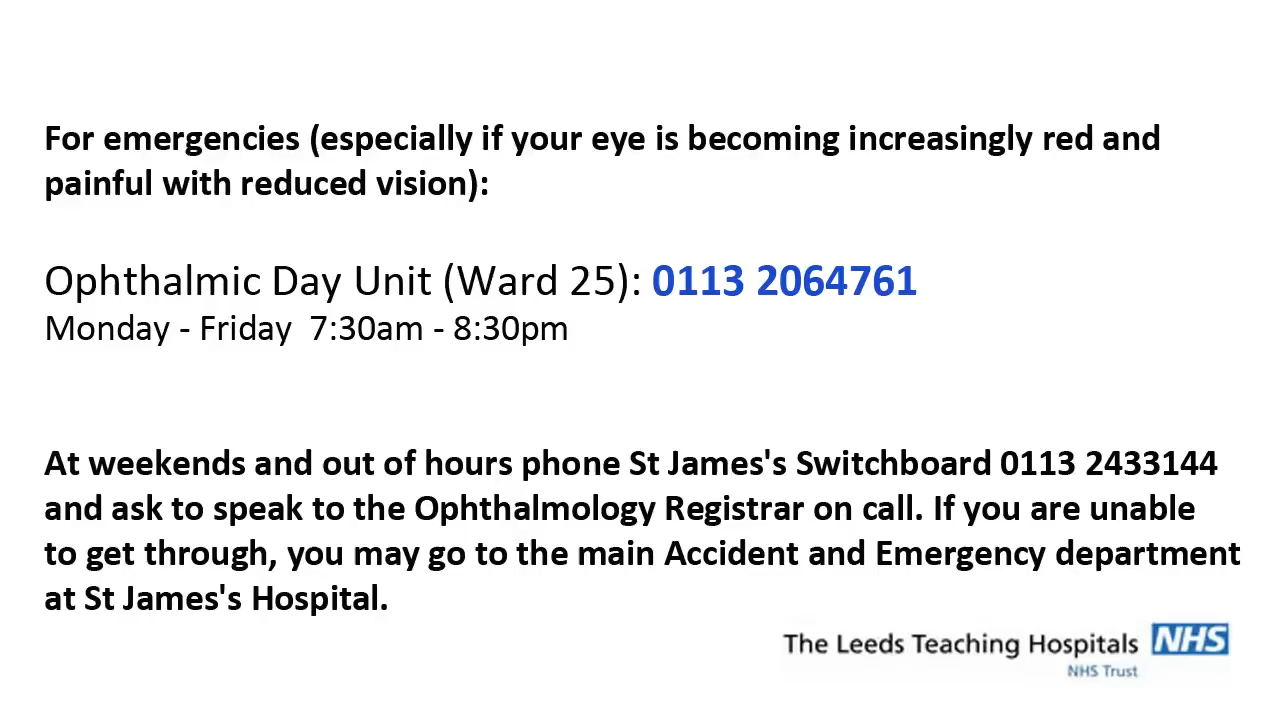 For emergencies (especially if your eye is becoming increasingly red and
painful with reduced vision):
Ophthalmic Day Unit (Ward 25): 0113 2064761
Monday - Friday  7:30am - 8:30pm
At weekends and out of hours phone St James's Switchboard 0113 2433144
and ask to speak to the Ophthalmology Registrar on call. If you are unable
to get through, you may go to the main Accident and Emergency department
at St James's Hospital.
The Leeds Teaching Hospitals NHS
NHS Trust